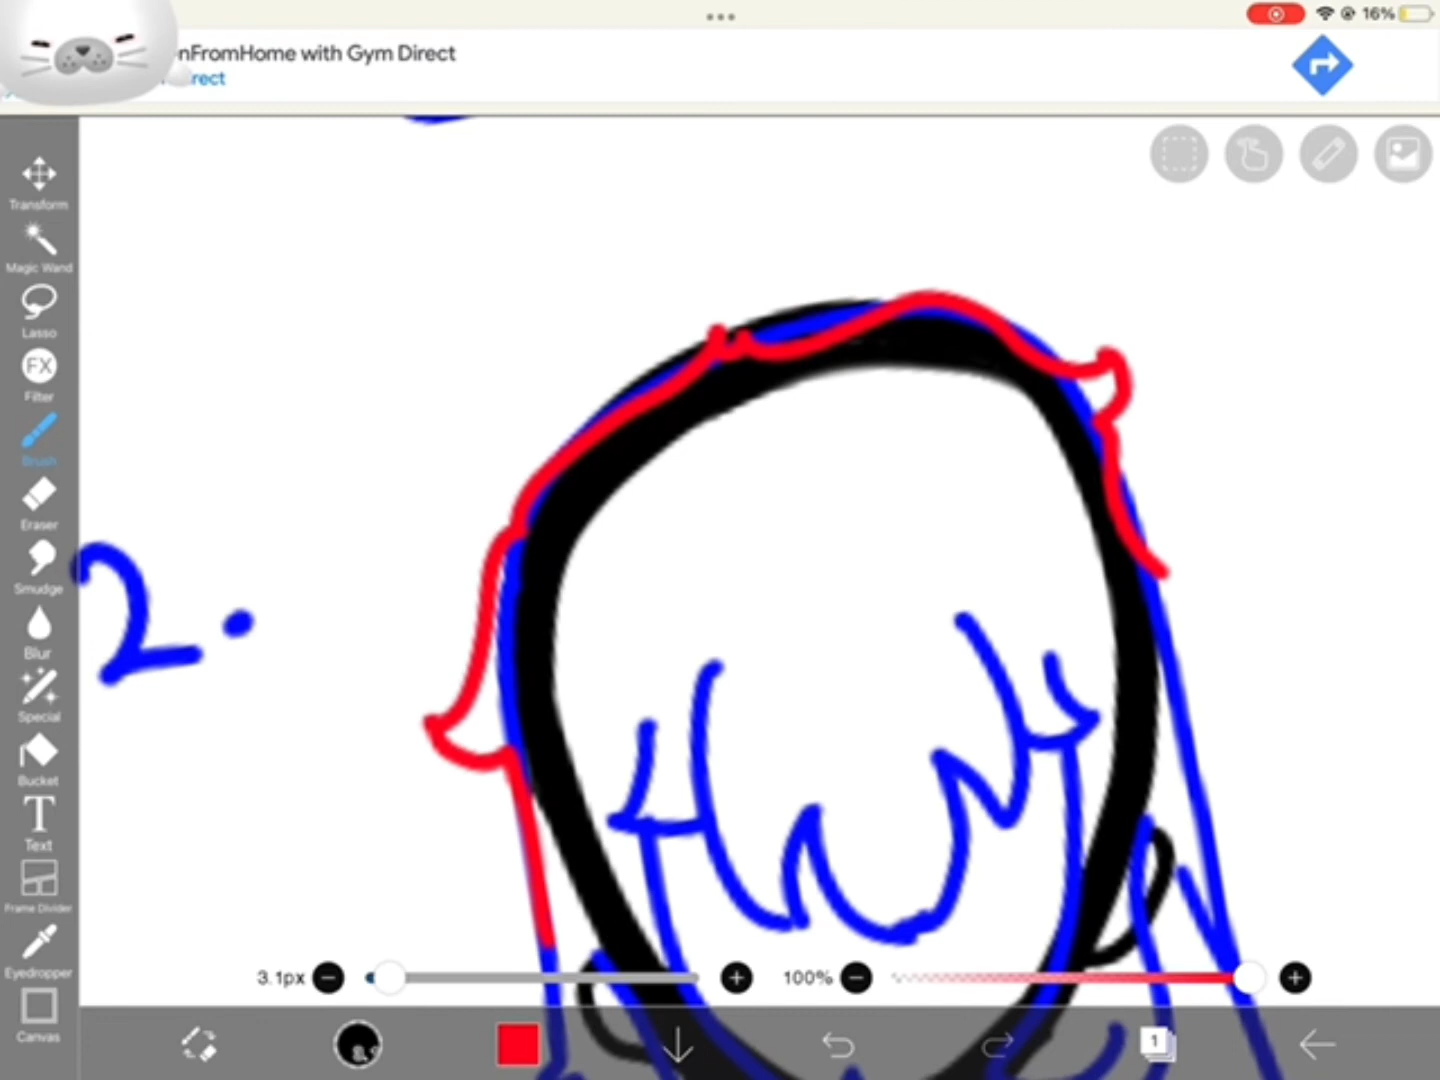 16%
nFromHome with Gym Direct
rect
Transform
Magic Wand
Lasso
FX
Filter
Brush
Eraser
Smudge
2.
Blur
Special
Bucket
T
Text
Frame Divider
Eyedropper
Canvas
3.1px
100%
1